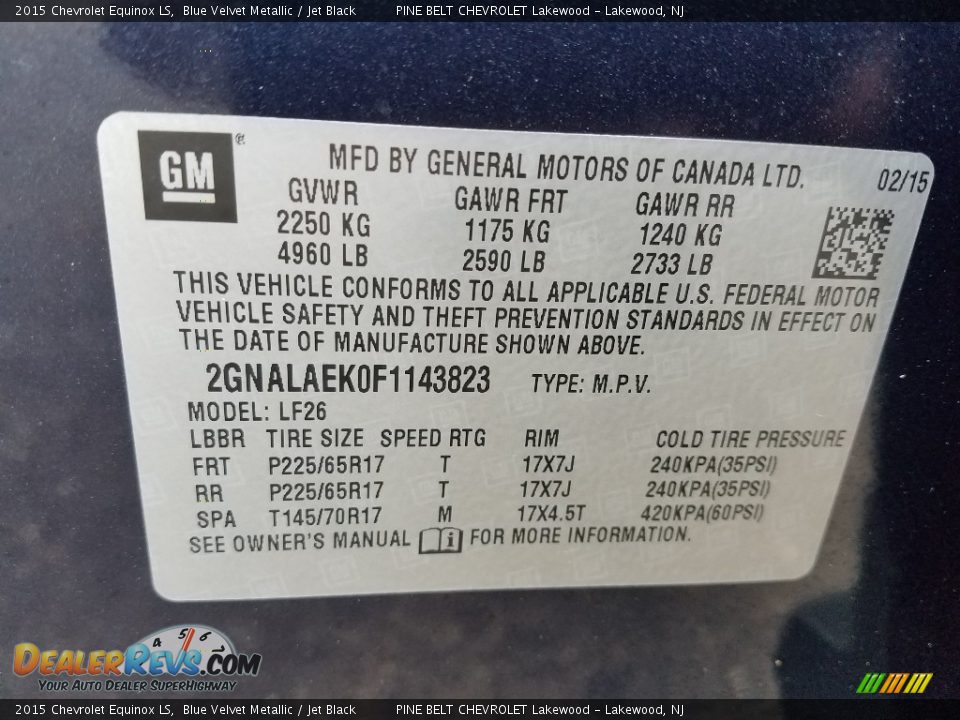 2015 Chevrolet Equinox LS, Blue Velvet Metallic / Jet Black PINE BELT CHEVROLET Lakewood - Lakewood, NJ
GM ®
MFD BY GENERAL MOTORS OF CANADA LTD. 02/15
GVWR GAWR FRT GAWR RR
2250 KG 1175 KG 1240 KG
4960 LB 2590 LB 2733 LB
THIS VEHICLE CONFORMS TO ALL APPLICABLE U.S. FEDERAL MOTOR
VEHICLE SAFETY AND THEFT PREVENTION STANDARDS IN EFFECT ON
THE DATE OF MANUFACTURE SHOWN ABOVE.
2GNALAEK0F1143823 TYPE: M.P.V.
MODEL: LF26
LBBR TIRE SIZE SPEED RTG RIM COLD TIRE PRESSURE
FRT P225/65R17 T 17X7J 240KPA(35PSI)
RR P225/65R17 T 17X7J 240KPA(35PSI)
SPA T145/70R17 M 17X4.5T 420KPA(60PSI)
SEE OWNER'S MANUAL i FOR MORE INFORMATION.
4 5 6
DEALERREVS.COM
YOUR AUTO DEALER SUPERHIGHWAY
2015 Chevrolet Equinox LS, Blue Velvet Metallic / Jet Black PINE BELT CHEVROLET Lakewood - Lakewood, NJ